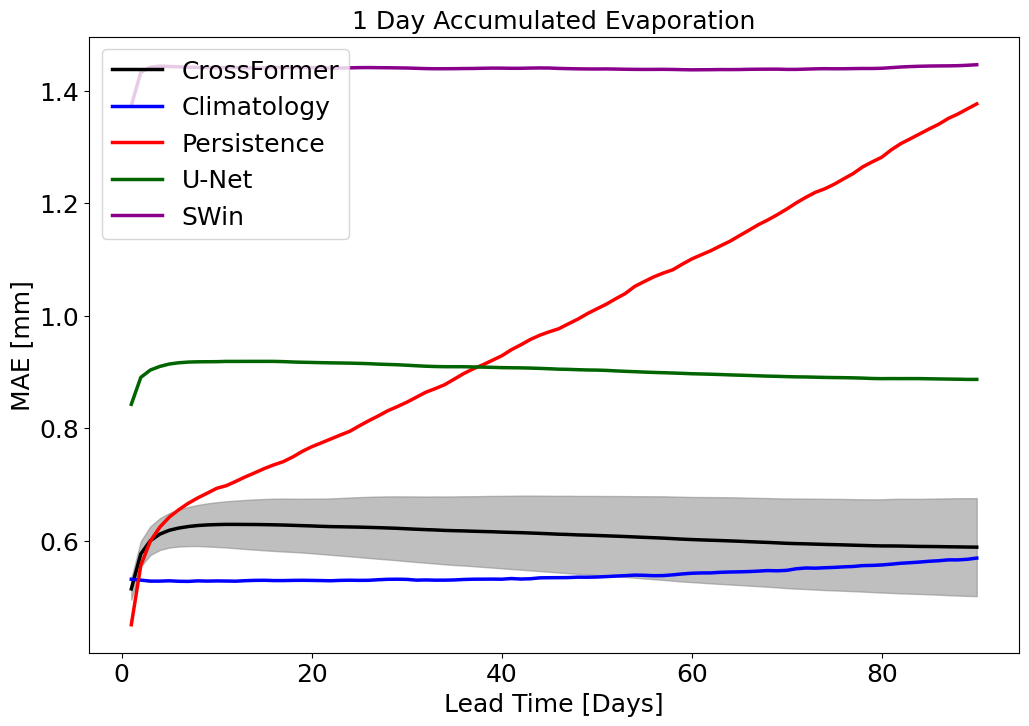 1 Day Accumulated Evaporation
MAE [mm]
1.4
1.2
1.0
0.8
0.6
CrossFormer
Climatology
Persistence
U-Net
SWin
0 20 40 60 80
Lead Time [Days]